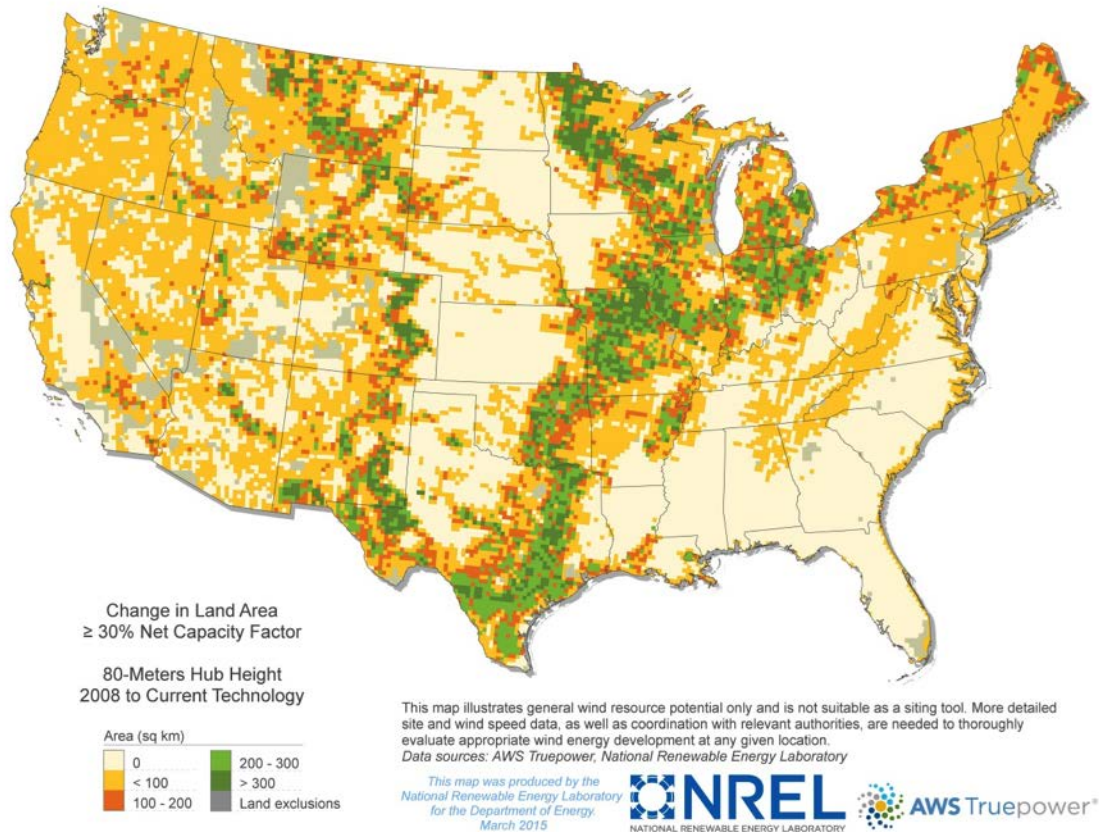 Change in Land Area
≥ 30% Net Capacity Factor
80-Meters Hub Height
2008 to Current Technology
Area (sq km)
0
< 100
100 - 200
200 - 300
> 300
Land exclusions
This map illustrates general wind resource potential only and is not suitable as a siting tool. More detailed
site and wind speed data, as well as coordination with relevant authorities, are needed to thoroughly
evaluate appropriate wind energy development at any given location.
Data sources: AWS Truepower, National Renewable Energy Laboratory
This map was produced by the
National Renewable Energy Laboratory
for the Department of Energy.
March 2015
NREL
NATIONAL RENEWABLE ENERGY LABORATORY
AWS Truepower®